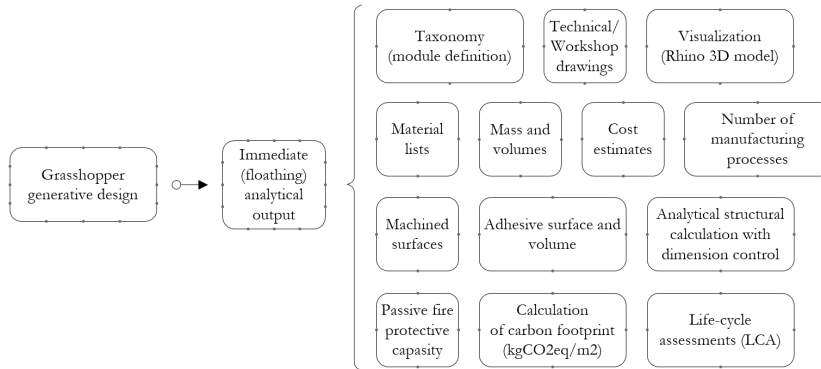 Grasshopper
generative design
Immediate
(floathing)
analytical
output
Taxonomy
(module definition)
Technical/
Workshop
drawings
Visualization
(Rhino 3D model)
Material
lists
Mass and
volumes
Cost
estimates
Number of
manufacturing
processes
Machined
surfaces
Adhesive surface and
volume
Analytical structural
calculation with
dimension control
Passive fire
protective
capasity
Calculation
of carbon footprint
(kgCO2eq/m2)
Life-cycle
assessments (LCA)